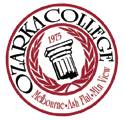 OZARKA COLLEGE
1975
Melbourne • Ash Flat • Mtn View